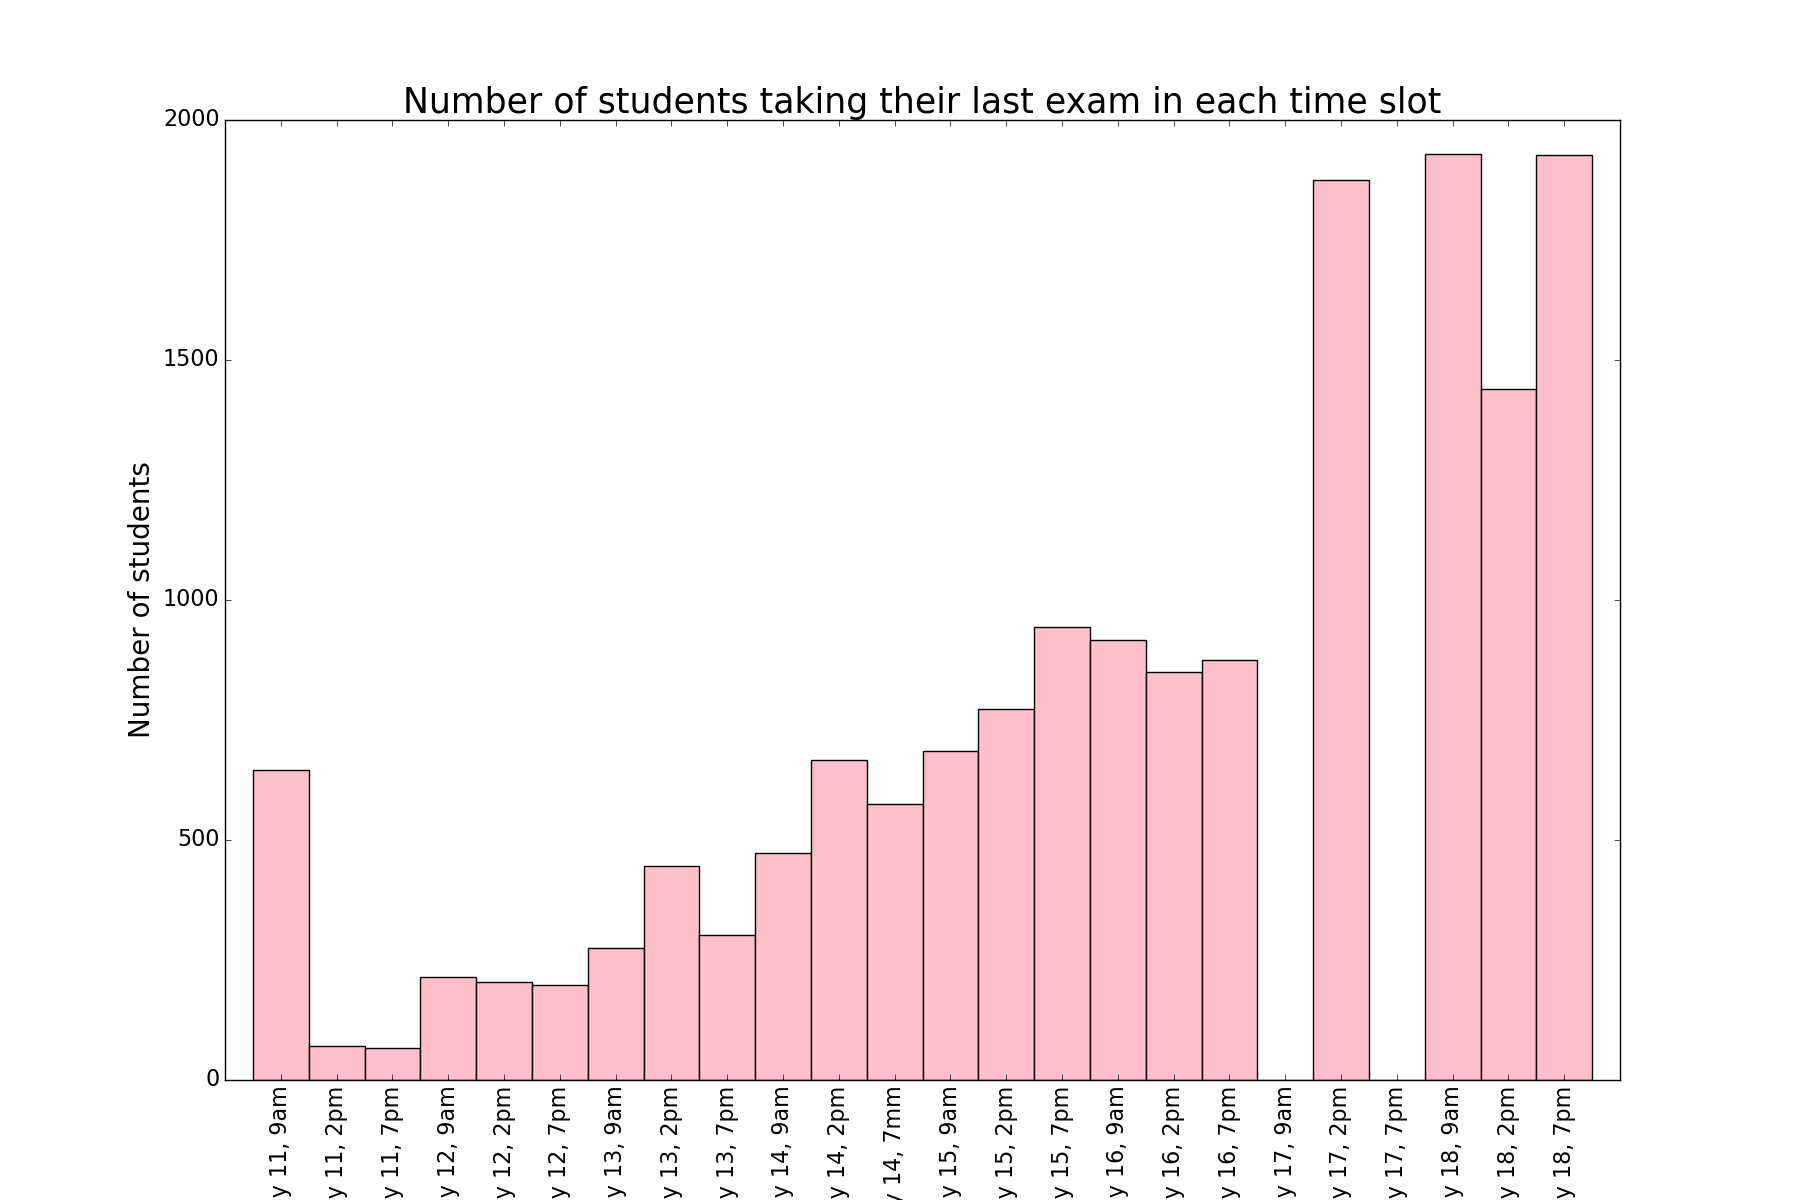 Number of students taking their last exam in each time slot
Number of students
2000
1500
1000
500
0
y 11, 9am
y 11, 2pm
y 11, 7pm
y 12, 9am
y 12, 2pm
y 12, 7pm
y 13, 9am
y 13, 2pm
y 13, 7pm
y 14, 9am
y 14, 2pm
y 14, 7mm
y 15, 9am
y 15, 2pm
y 15, 7pm
y 16, 9am
y 16, 2pm
y 16, 7pm
y 17, 9am
y 17, 2pm
y 17, 7pm
y 18, 9am
y 18, 2pm
y 18, 7pm